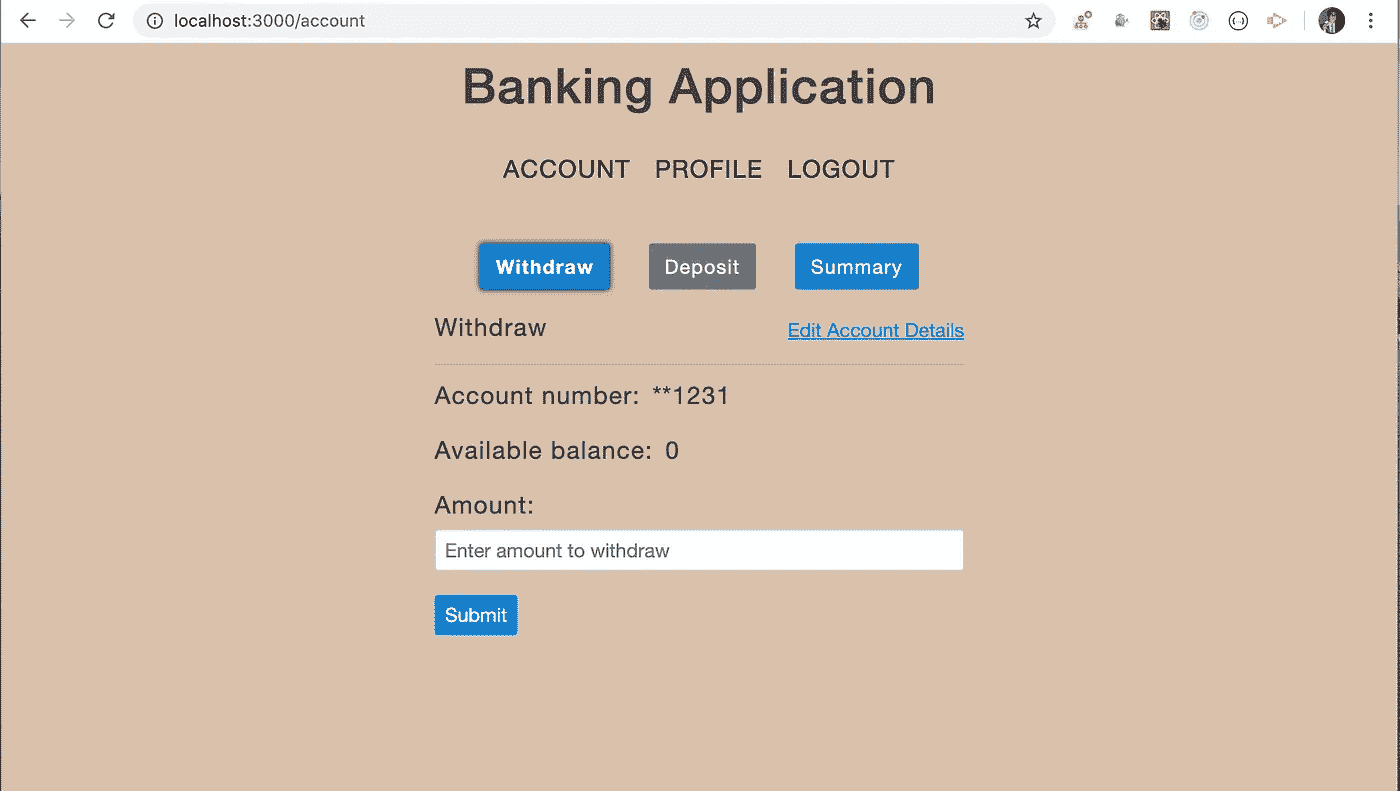 localhost:3000/account
Banking Application
ACCOUNT PROFILE LOGOUT
Withdraw Deposit Summary
Withdraw Edit Account Details
Account number: **1231
Available balance: 0
Amount:
Enter amount to withdraw
Submit